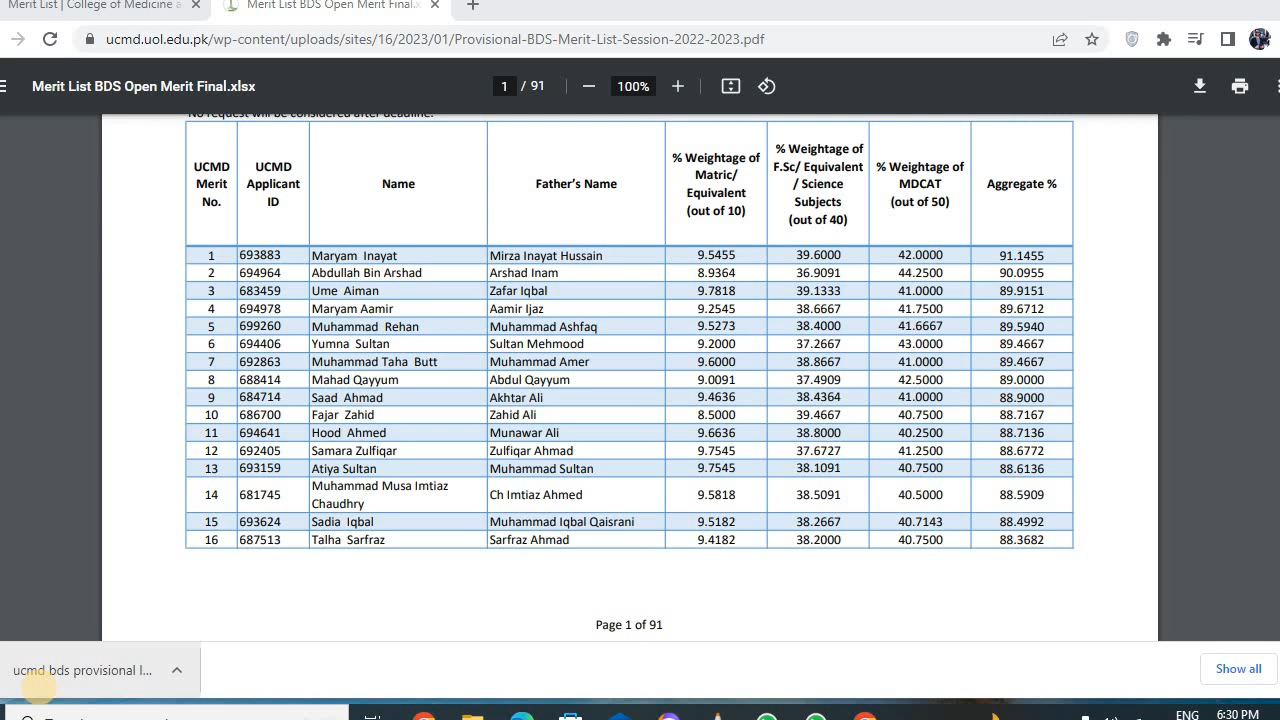 Merit List | College of Medicine a
Merit List BDS Open Merit Final.x
ucmd.uol.edu.pk/wp-content/uploads/sites/16/2023/01/Provisional-BDS-Merit-List-Session-2022-2023.pdf
Merit List BDS Open Merit Final.xlsx
1 / 91
100%
No request will be considered after deadline.
UCMD Merit No. UCMD Applicant ID Name Father's Name % Weightage of Matric/ Equivalent (out of 10) % Weightage of F.Sc/ Equivalent / Science Subjects (out of 40) % Weightage of MDCAT (out of 50) Aggregate %
1 693883 Maryam Inayat Mirza Inayat Hussain 9.5455 39.6000 42.0000 91.1455
2 694964 Abdullah Bin Arshad Arshad Inam 8.9364 36.9091 44.2500 90.0955
3 683459 Ume Aiman Zafar Iqbal 9.7818 39.1333 41.0000 89.9151
4 694978 Maryam Aamir Aamir Ijaz 9.2545 38.6667 41.7500 89.6712
5 699260 Muhammad Rehan Muhammad Ashfaq 9.5273 38.4000 41.6667 89.5940
6 694406 Yumna Sultan Sultan Mehmood 9.2000 37.2667 43.0000 89.4667
7 692863 Muhammad Taha Butt Muhammad Amer 9.6000 38.8667 41.0000 89.4667
8 688414 Mahad Qayyum Abdul Qayyum 9.0091 37.4909 42.5000 89.0000
9 684714 Saad Ahmad Akhtar Ali 9.4636 38.4364 41.0000 88.9000
10 686700 Fajar Zahid Zahid Ali 8.5000 39.4667 40.7500 88.7167
11 694641 Hood Ahmed Munawar Ali 9.6636 38.8000 40.2500 88.7136
12 692405 Samara Zulfiqar Zulfiqar Ahmad 9.7545 37.6727 41.2500 88.6772
13 693159 Atiya Sultan Muhammad Sultan 9.7545 38.1091 40.7500 88.6136
14 681745 Muhammad Musa Imtiaz Chaudhry Ch Imtiaz Ahmed 9.5818 38.5091 40.5000 88.5909
15 693624 Sadia Iqbal Muhammad Iqbal Qaisrani 9.5182 38.2667 40.7143 88.4992
16 687513 Talha Sarfraz Sarfraz Ahmad 9.4182 38.2000 40.7500 88.3682
Page 1 of 91
ucmd bds provisional l...
Show all
ENG 6:30 PM